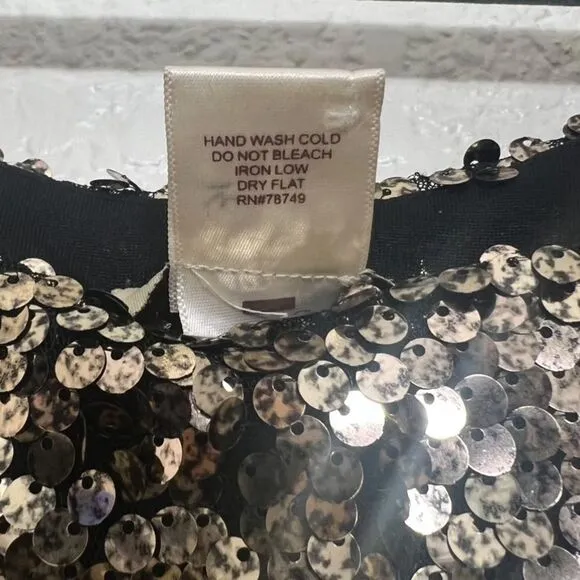 HAND WASH COLD
DO NOT BLEACH
IRON LOW
DRY FLAT
RN#78749